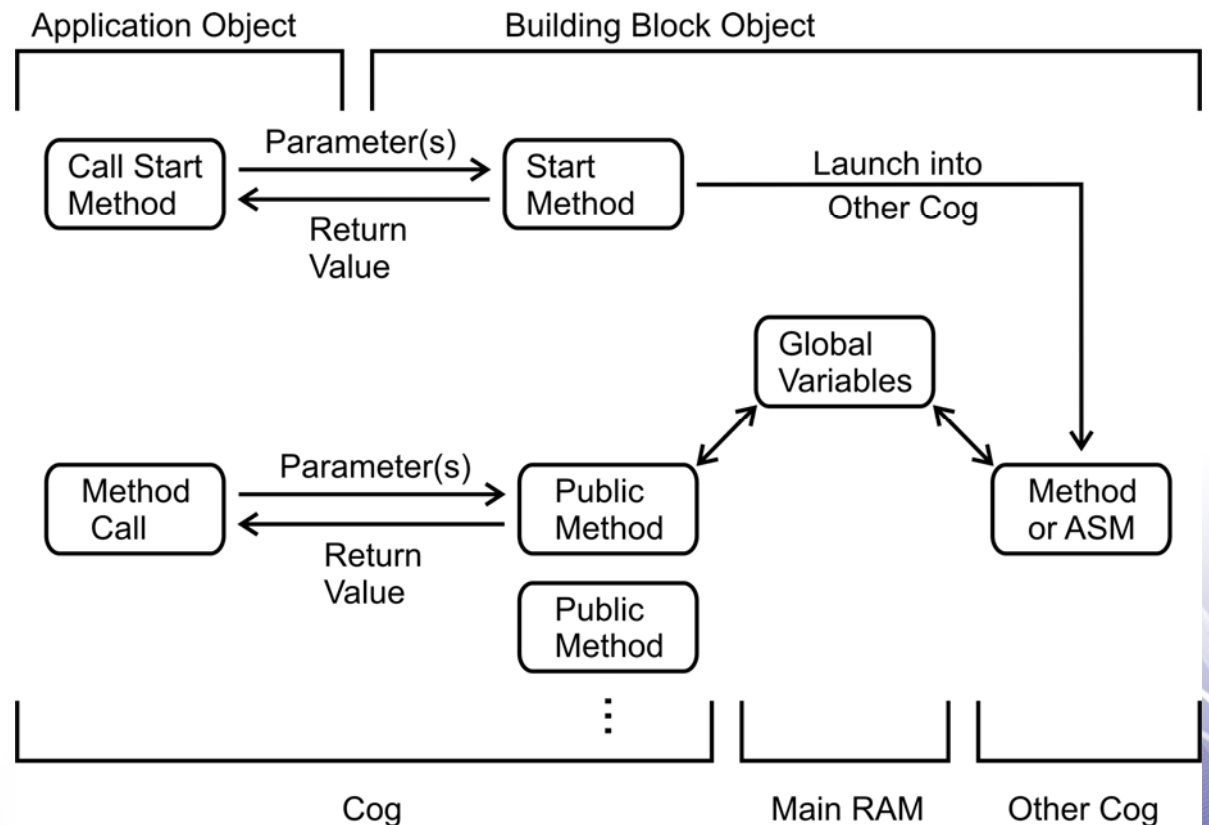 Application Object
Building Block Object
Call Start
Method
Parameter(s)
Return
Value
Start
Method
Launch into
Other Cog
Global
Variables
Method
Call
Parameter(s)
Return
Value
Public
Method
Method
or ASM
Public
Method
⋮
Cog
Main RAM
Other Cog